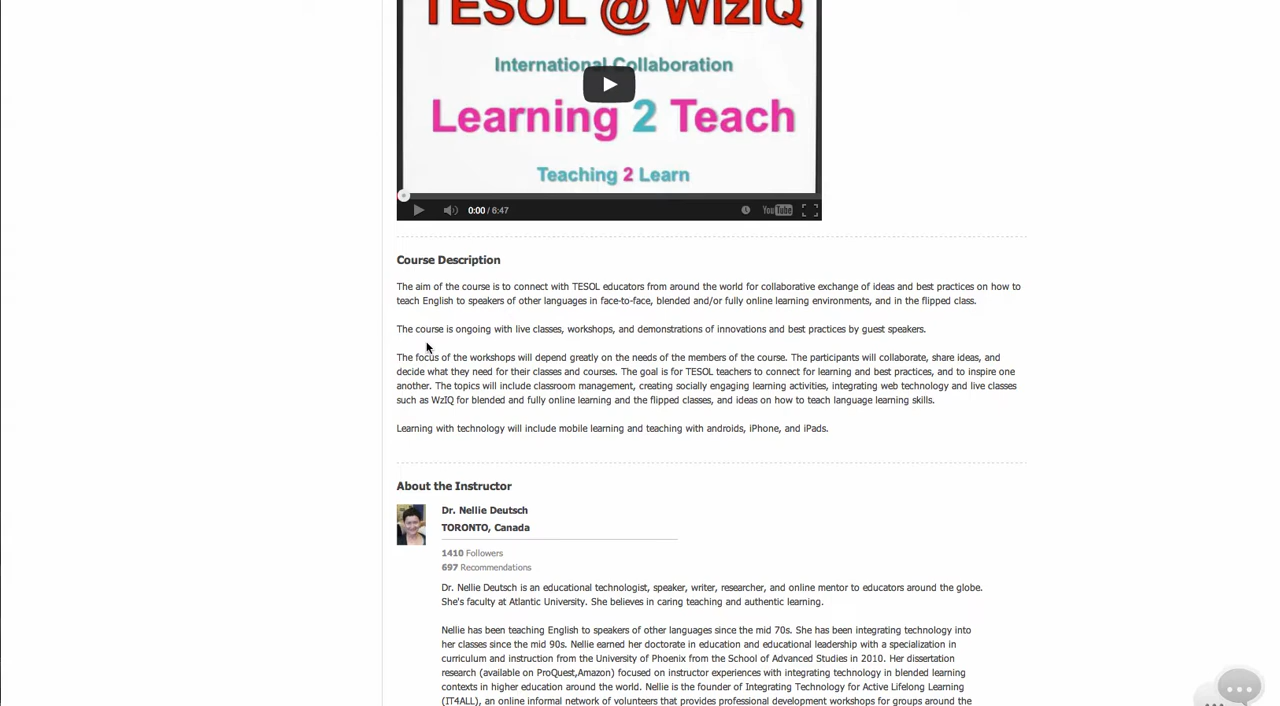 TESOL @ WizIQ
International Collaboration
Learning 2 Teach
Teaching 2 Learn
0:00 / 6:47
YouTube
Course Description
The aim of the course is to connect with TESOL educators from around the world for collaborative exchange of ideas and best practices on how to
teach English to speakers of other languages in face-to-face, blended and/or fully online learning environments, and in the flipped class.
The course is ongoing with live classes, workshops, and demonstrations of innovations and best practices by guest speakers.
The focus of the workshops will depend greatly on the needs of the members of the course. The participants will collaborate, share ideas, and
decide what they need for their classes and courses. The goal is for TESOL teachers to connect for learning and best practices, and to inspire one
another. The topics will include classroom management, creating socially engaging learning activities, integrating web technology and live classes
such as WzIQ for blended and fully online learning and the flipped classes, and ideas on how to teach language learning skills.
Learning with technology will include mobile learning and teaching with androids, iPhone, and iPads.
About the Instructor
Dr. Nellie Deutsch
TORONTO, Canada
1410 Followers
697 Recommendations
Dr. Nellie Deutsch is an educational technologist, speaker, writer, researcher, and online mentor to educators around the globe.
She's faculty at Atlantic University. She believes in caring teaching and authentic learning.
Nellie has been teaching English to speakers of other languages since the mid 70s. She has been integrating technology into
her classes since the mid 90s. Nellie earned her doctorate in education and educational leadership with a specialization in
curriculum and instruction from the University of Phoenix from the School of Advanced Studies in 2010. Her dissertation
research (available on ProQuest,Amazon) focused on instructor experiences with integrating technology in blended learning
contexts in higher education around the world. Nellie is the founder of Integrating Technology for Active Lifelong Learning
(IT4ALL), an online informal network of volunteers that provides professional development workshops for groups around the